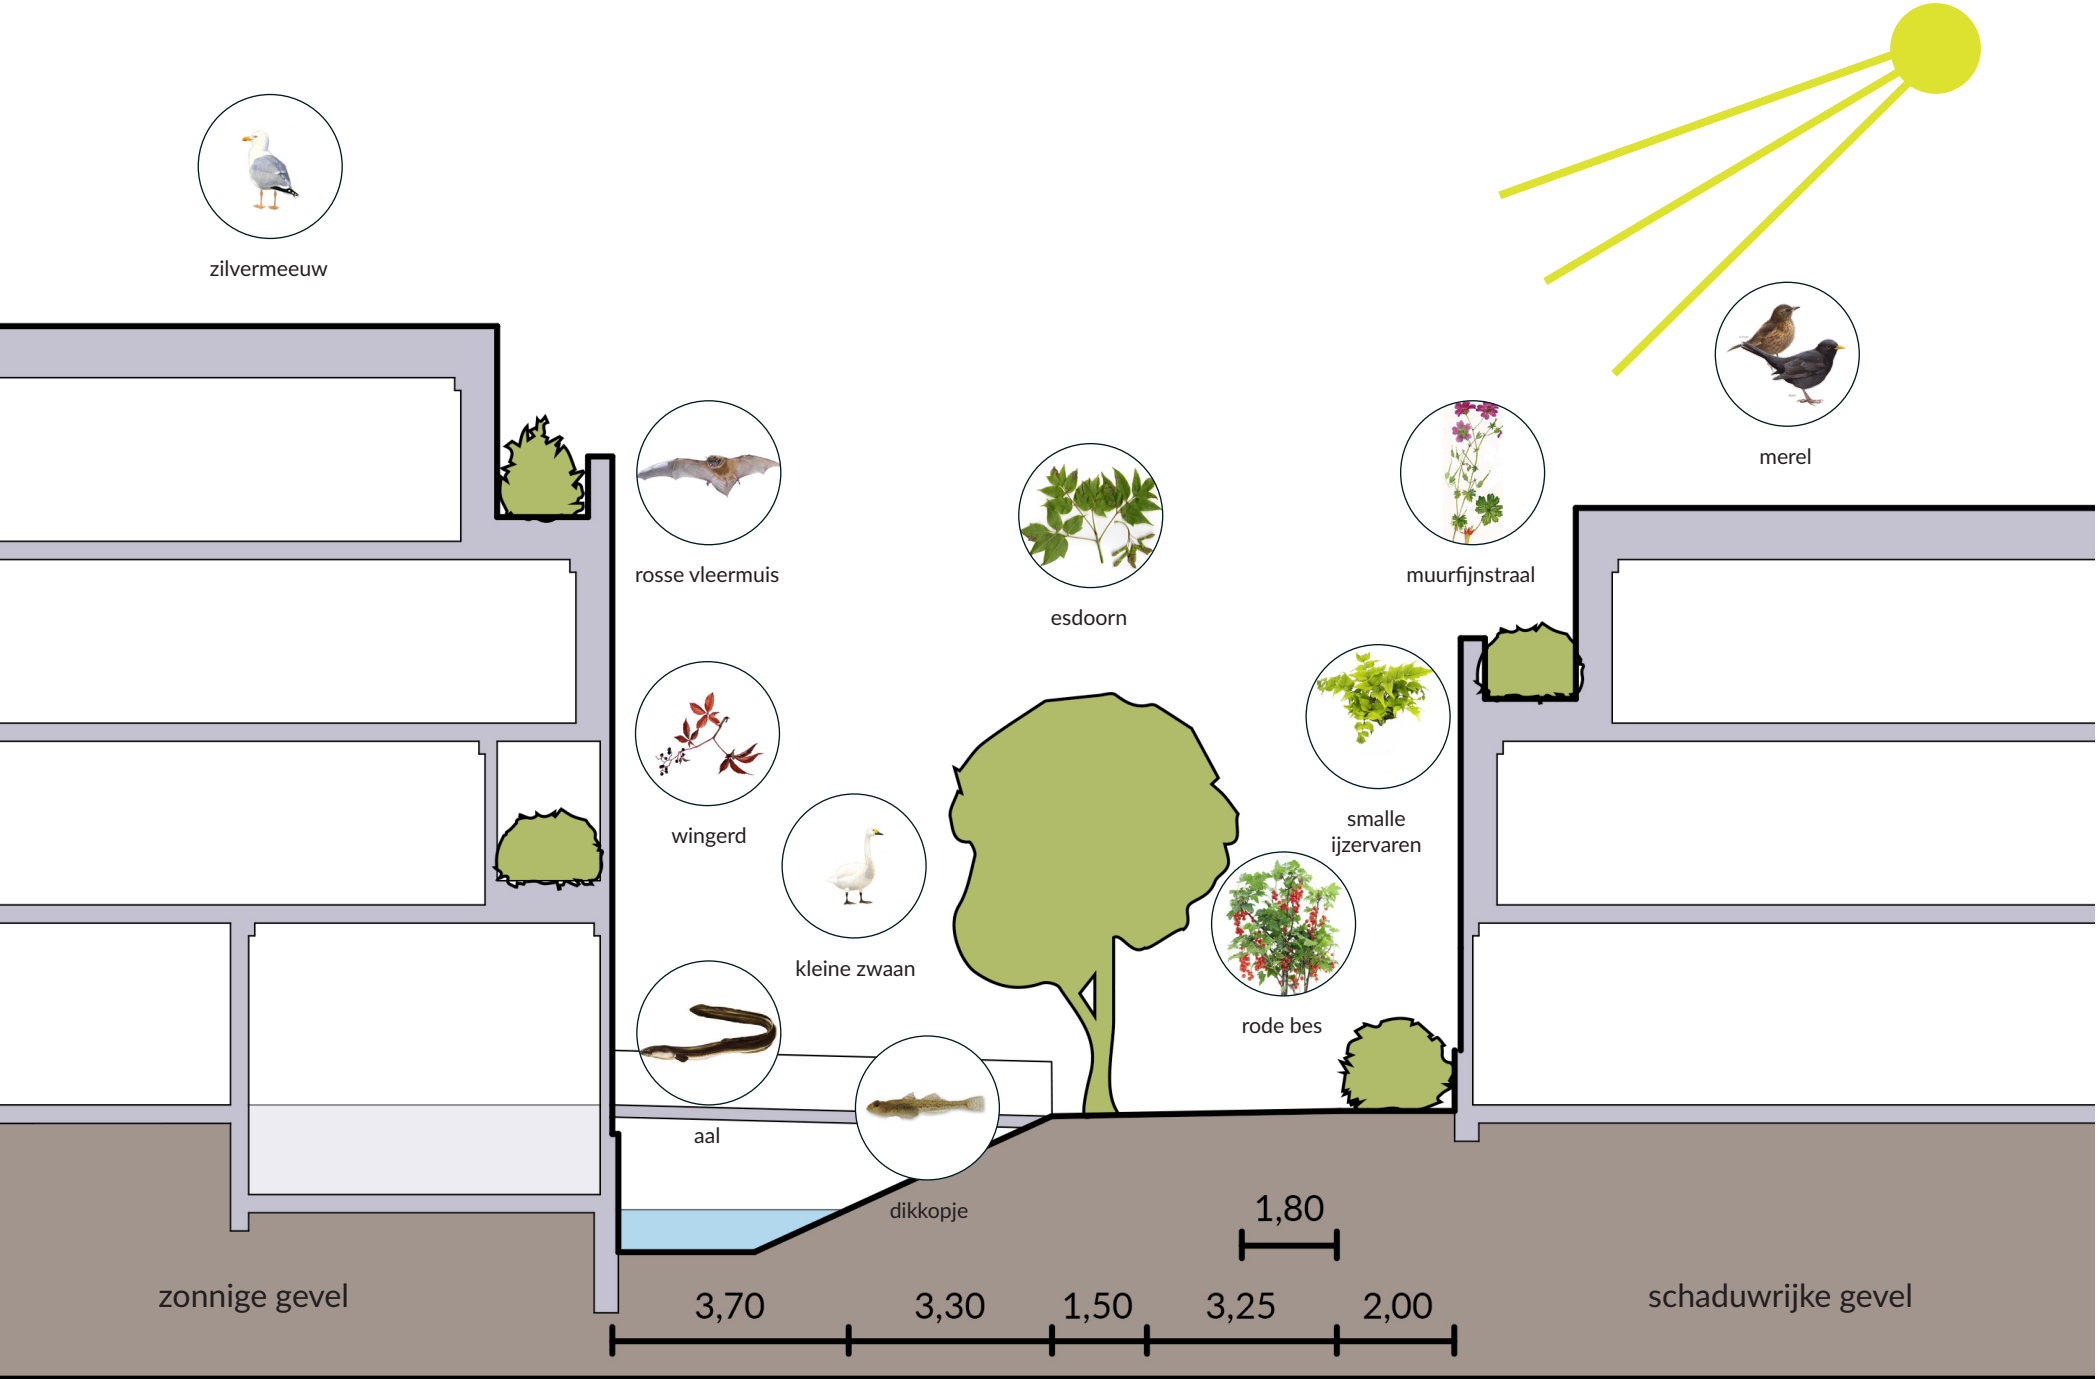 zilvermeeuw
merel
rosse vleermuis
muurfijnstraal
esdoorn
smalle
ijzervaren
wingerd
kleine zwaan
rode bes
aal
dikkopje
1,80
zonnige gevel
schaduwrijke gevel
3,70
3,30
1,50
3,25
2,00